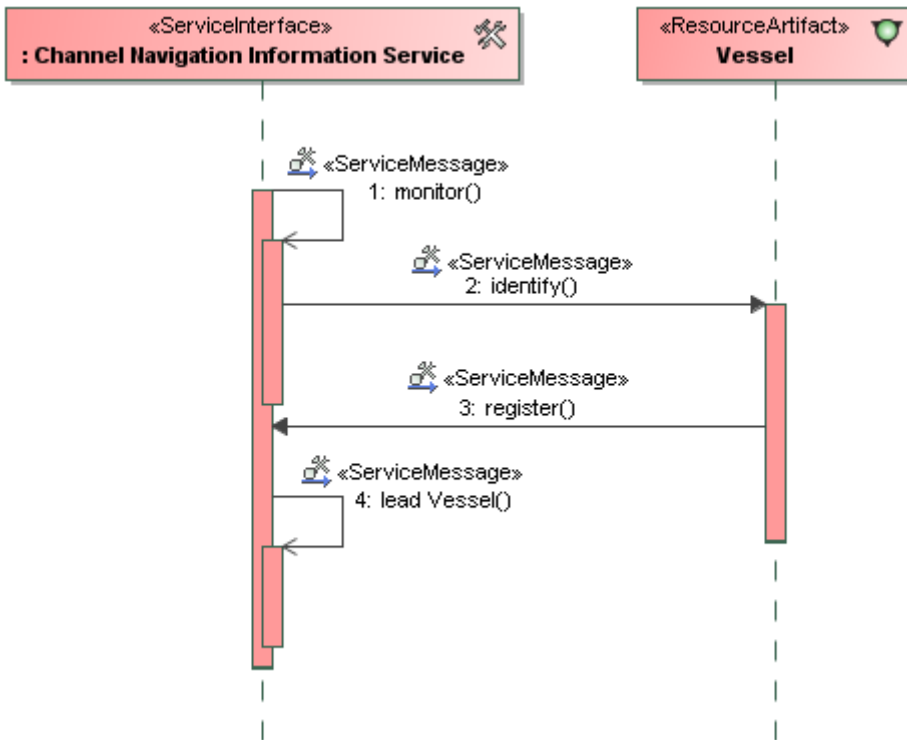 «ServiceInterface»
: Channel Navigation Information Service
«ResourceArtifact»
Vessel
«ServiceMessage»
1: monitor()
«ServiceMessage»
2: identify()
«ServiceMessage»
3: register()
«ServiceMessage»
4: lead Vessel()